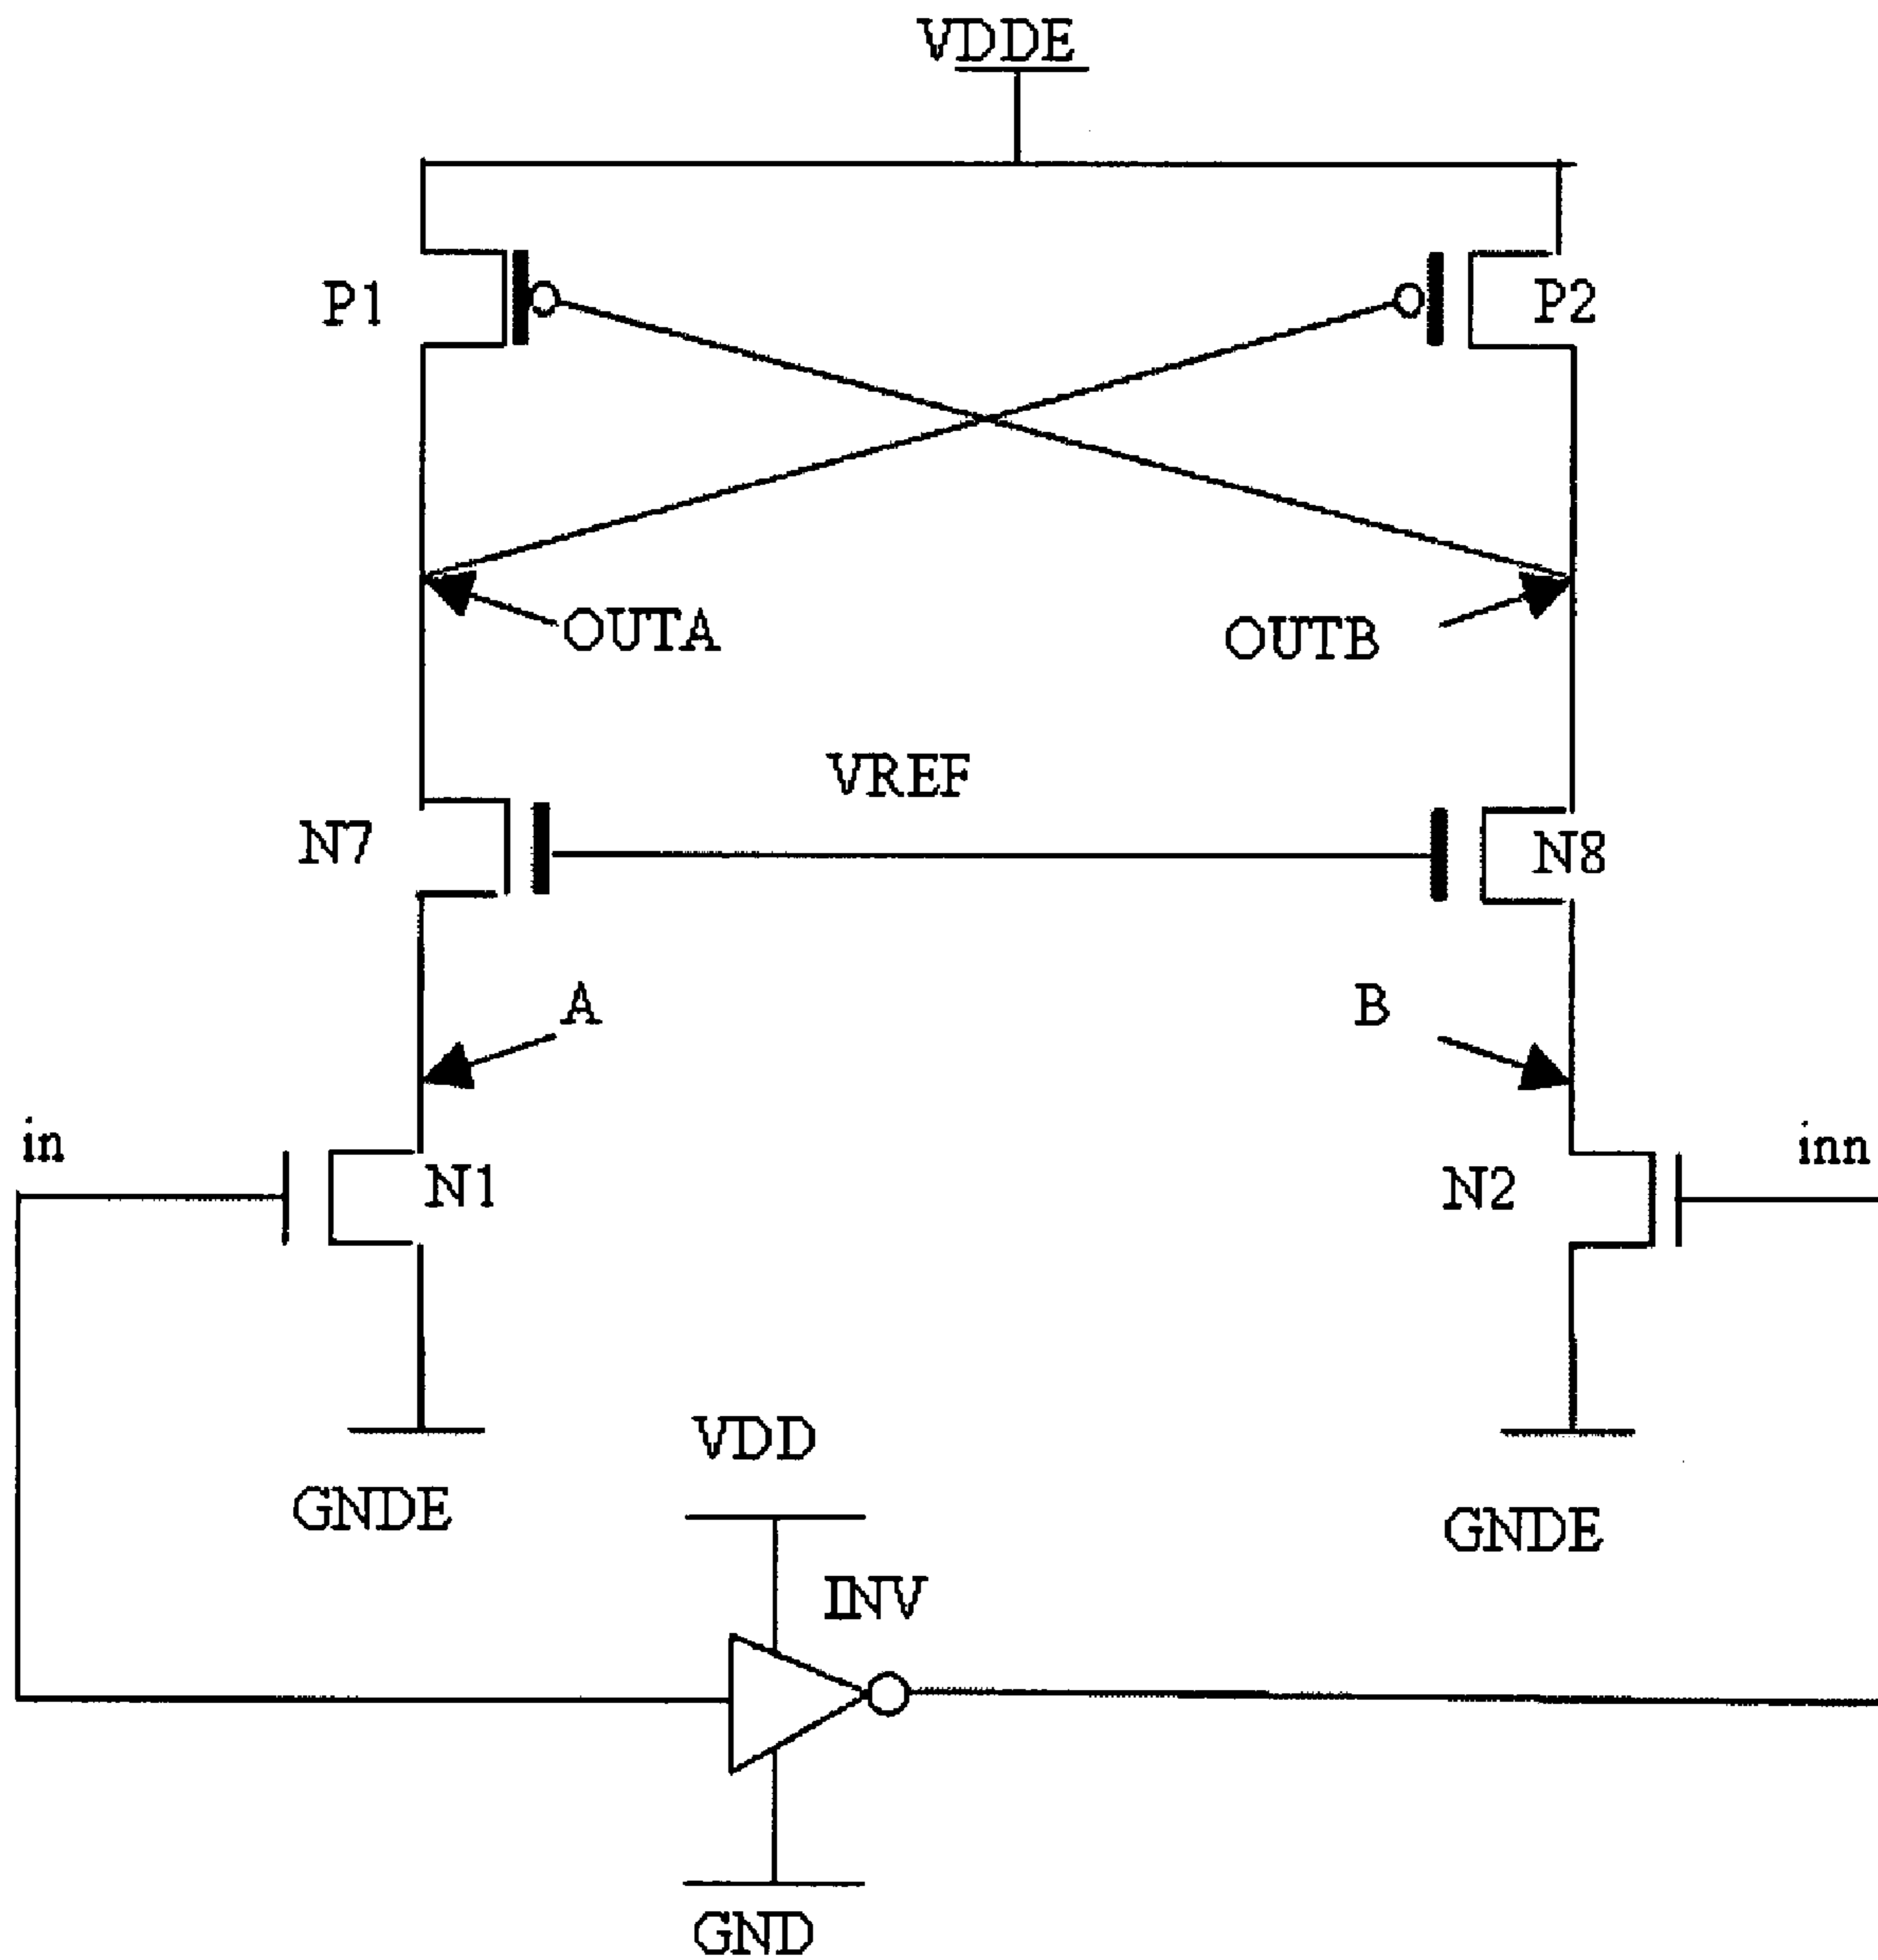 VDDE
P1
P2
OUTA
OUTB
VREF
N7
N8
A
B
in
inn
N1
N2
VDD
GNDE
GNDE
INV
GND